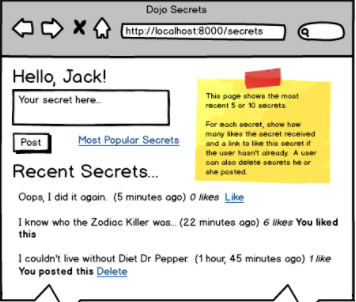 Dojo Secrets
http://localhost:8000/secrets
Hello, Jack!
Your secret here...
Post
Most Popular Secrets
This page shows the most
recent 5 or 10 secrets.
For each secret, show how
many likes the secret received
and a link to like this secret if
the user hasn't already. A user
can also delete secrets he or
she posted.
Recent Secrets...
Oops, I did it again. (5 minutes ago) 0 likes Like
I know who the Zodiac Killer was... (22 minutes ago) 6 likes You liked
this
I couldn't live without Diet Dr Pepper. (1 hour, 45 minutes ago) 1 like
You posted this Delete